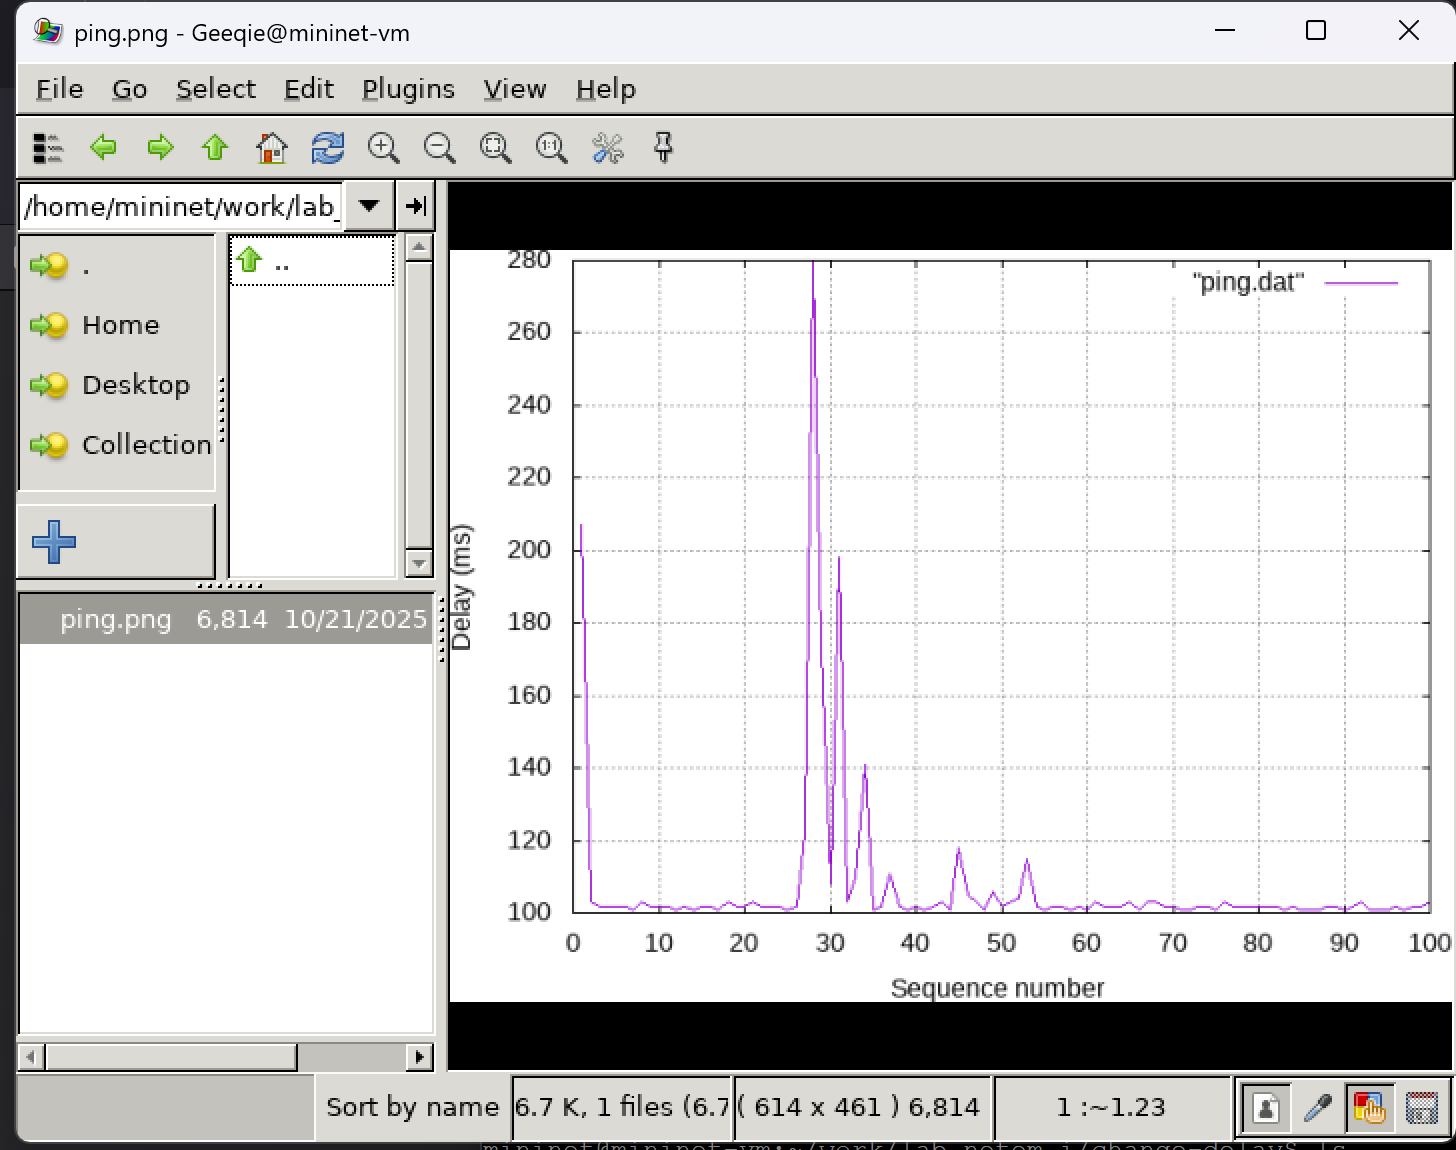 ping.png - Geeqie@mininet-vm
File Go Select Edit Plugins View Help
1:1
/home/mininet/work/lab_
.
Home
Desktop
Collection
..
ping.png 6,814 10/21/2025
"ping.dat"
280
260
240
220
200
180
160
140
120
100
Delay (ms)
0 10 20 30 40 50 60 70 80 90 100
Sequence number
Sort by name
6.7 K, 1 files (6.7
( 614 x 461 ) 6,814
1 :~1.23